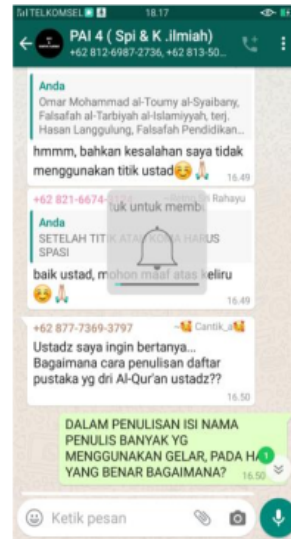 TELKOMSEL
18.17
PAI 4 ( Spi & K .ilmiah)
+62 812-6987-2736, +62 813-50...
Anda
Omar Mohammad al-Toumy al-Syaibany,
Falsafah al-Tarbiyah al-Islamiyyah, terj.
Hasan Langgulung, Falsafah Pendidikan...
hmmm, bahkan kesalahan saya tidak
menggunakan titik ustad☺️🙏🏻
16.49
+62 821-6674- Rahayu
Anda
tuk untuk memb
SETELAH TITIK ATAU KOMA HARUS
SPASI
baik ustad, mohon maaf atas keliru
☺️🙏🏻
16.49
+62 877-7369-3797 ~🥰Cantik_a🥰
Ustadz saya ingin bertanya...
Bagaimana cara penulisan daftar
pustaka yg dri Al-Qur'an ustadz??
16.50
DALAM PENULISAN ISI NAMA
PENULIS BANYAK YG
MENGGUNAKAN GELAR, PADA HA
YANG BENAR BAGAIMANA? 16.50
1
Ketik pesan